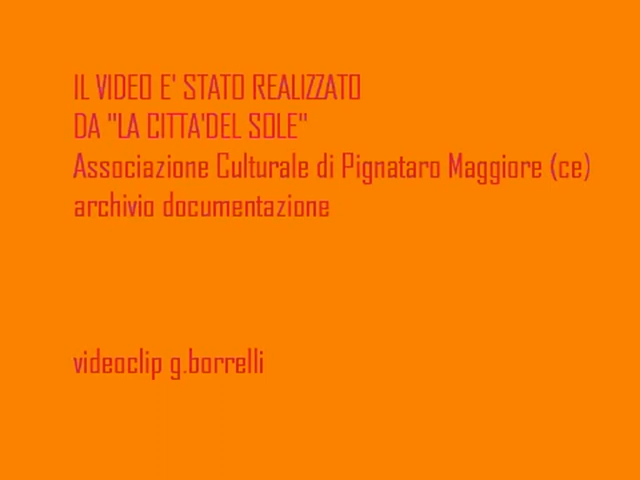 IL VIDEO E' STATO REALIZZATO
DA "LA CITTA'DEL SOLE"
Associazione Culturale di Pignataro Maggiore (ce)
archivio documentazione
videoclip g.borrelli